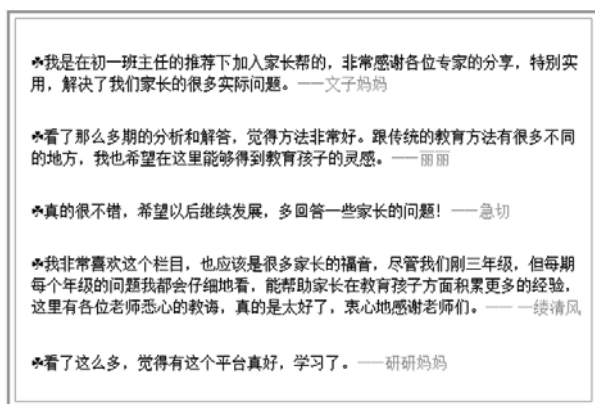 ☘我是在初一班主任的推荐下加入家长帮的，非常感谢各位专家的分享，特别实
用，解决了我们家长的很多实际问题。——文子妈妈
☘看了那么多期的分析和解答，觉得方法非常好。跟传统的教育方法有很多不同
的地方，我也希望在这里能够得到教育孩子的灵感。——丽丽
☘真的很不错，希望以后继续发展，多回答一些家长的问题！——急切
☘我非常喜欢这个栏目，也应该是很多家长的福音，尽管我们刚三年级，但每期
每个年级的问题我都会仔细地看，能帮助家长在教育孩子方面积累更多的经验，
这里有各位老师悉心的教诲，真的是太好了，衷心地感谢老师们。—— 一缕清风
☘看了这么多，觉得有这个平台真好，学习了。——研研妈妈